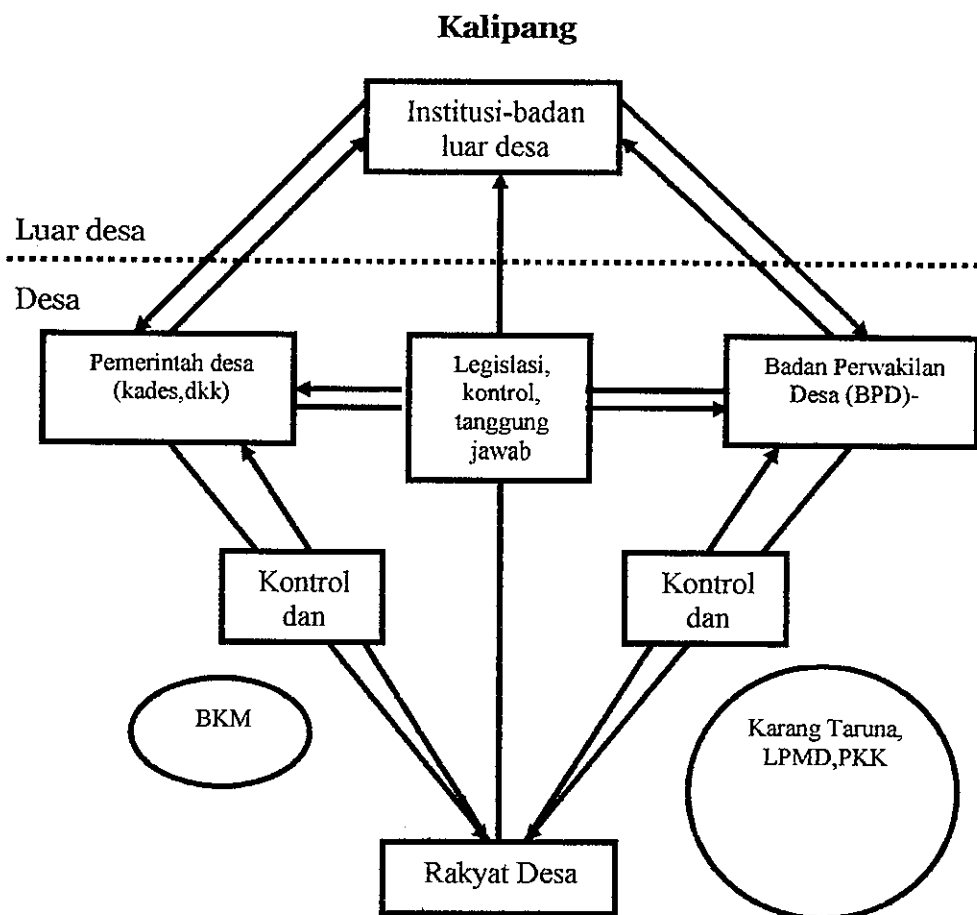 Kalipang
Institusi-badan
luar desa
Luar desa
Desa
Pemerintah desa
(kades,dkk)
Legislasi,
kontrol,
tanggung
jawab
Badan Perwakilan
Desa (BPD)-
Kontrol
dan
Kontrol
dan
BKM
Karang Taruna,
LPMD,PKK
Rakyat Desa